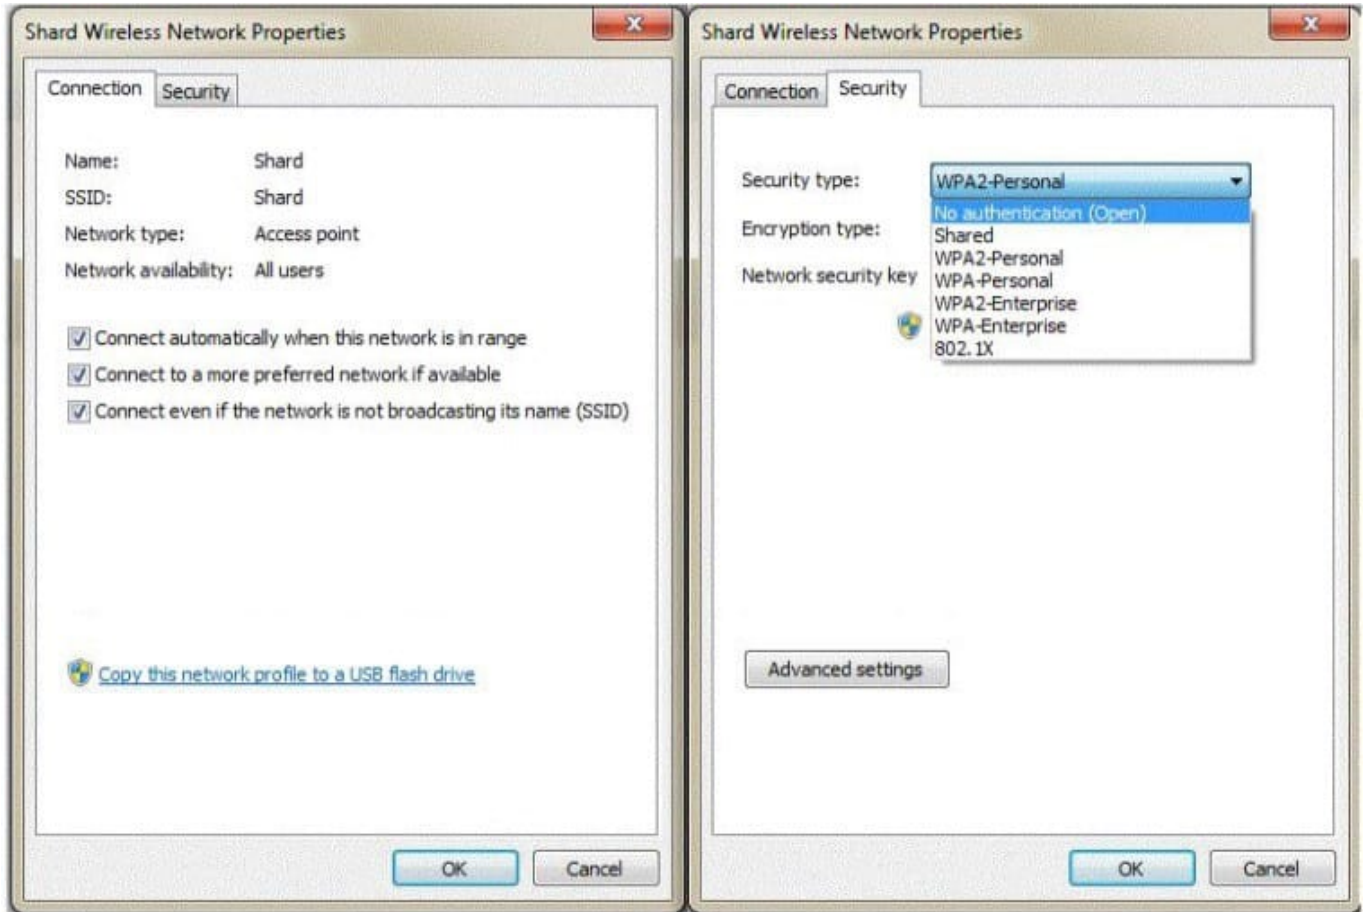 Shard Wireless Network Properties
Connection Security
Name: Shard
SSID: Shard
Network type: Access point
Network availability: All users
Connect automatically when this network is in range
Connect to a more preferred network if available
Connect even if the network is not broadcasting its name (SSID)
Copy this network profile to a USB flash drive
OK Cancel
Shard Wireless Network Properties
Connection Security
Security type: WPA2-Personal
No authentication (Open)
Encryption type:
Shared
WPA2-Personal
Network security key
WPA-Personal
WPA2-Enterprise
WPA-Enterprise
802.1X
Advanced settings
OK Cancel